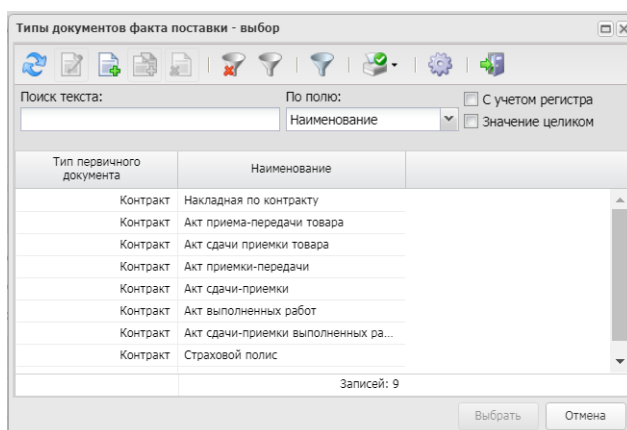 Типы документов факта поставки - выбор
Поиск текста:
По полю:
С учетом регистра
Наименование
Значение целиком
Тип первичного документа
Наименование
Контракт Накладная по контракту
Контракт Акт приема-передачи товара
Контракт Акт сдачи приемки товара
Контракт Акт приемки-передачи
Контракт Акт сдачи-приемки
Контракт Акт выполненных работ
Контракт Акт сдачи-приемки выполненных ра...
Контракт Страховой полис
Записей: 9
Выбрать
Отмена